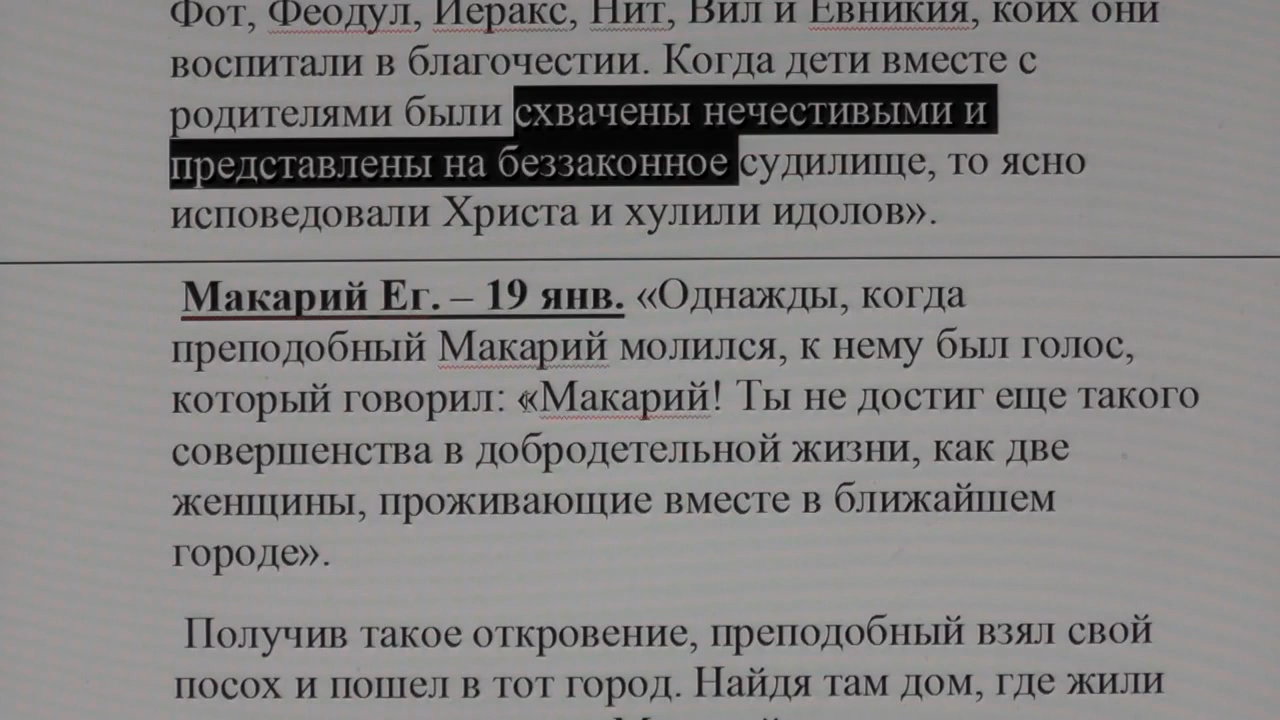 Фот, Феодул, Иеракс, Нит, Вил и Евникия, коих они
воспитали в благочестии. Когда дети вместе с
родителями были схвачены нечестивыми и
представлены на беззаконное судилище, то ясно
исповедовали Христа и хулили идолов».
Макарий Ег. – 19 янв. «Однажды, когда
преподобный Макарий молился, к нему был голос,
который говорил: «Макарий! Ты не достиг еще такого
совершенства в добродетельной жизни, как две
женщины, проживающие вместе в ближайшем
городе».
Получив такое откровение, преподобный взял свой
посох и пошел в тот город. Найдя там дом, где жили